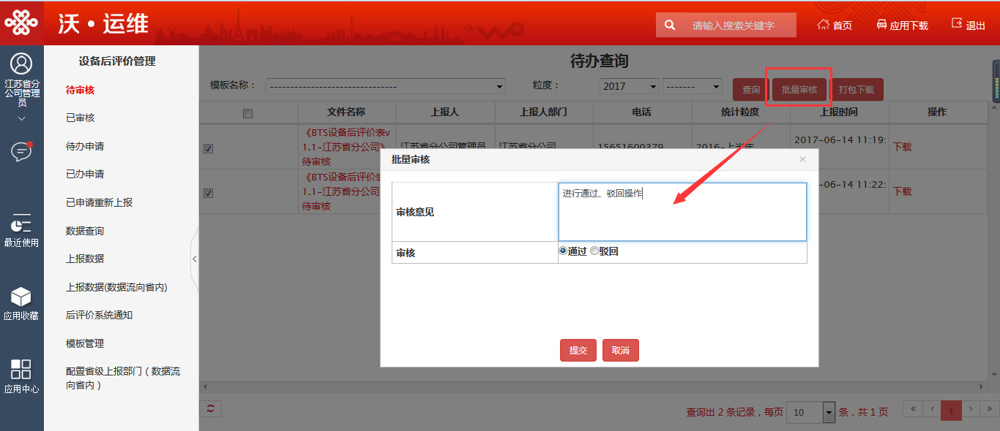 沃·运维
请输入搜索关键字
首页
应用下载
退出
江苏省分
公司管理
员
最近使用
应用收藏
应用中心
设备后评价管理
待审核
已审核
待办申请
已办申请
已申请重新上报
数据查询
上报数据
上报数据(数据流向省内)
后评价系统通知
模板管理
配置省级上报部门（数据流
向省内）
待办查询
模板名称：
------------------------------
粒度：
2017
-------
查询
批量审核
打包下载
文件名称
上报人
上报人部门
电话
统计粒度
上报时间
操作
《BTS设备后评价表v
1.1-江苏省分公司》
待审核
江苏省分公司管理员
江苏省分公司
15651600379
2016-上半年
2017-06-14 11:19:
下载
《BTS设备后评价表
1.1-江苏省分公司
待审核
-06-14 11:22:
下载
批量审核
×
审核意见
进行通过、驳回操作
审核
通过
驳回
提交
取消
查询出 2 条记录，每页
10
条，共 1 页
«
‹
1
›
»